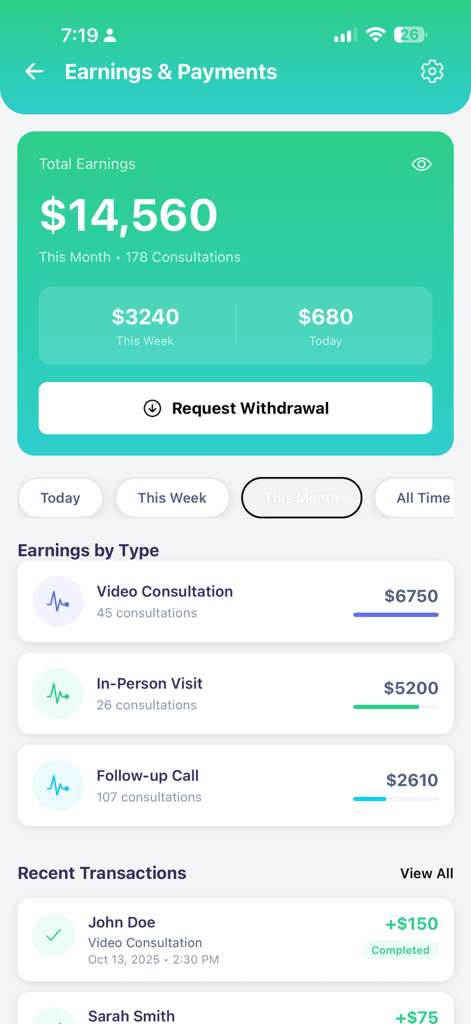 7:19
26
Earnings & Payments
Total Earnings
$14,560
This Month • 178 Consultations
$3240
$680
This Week
Today
Request Withdrawal
Today
This Week
This Month
All Time
Earnings by Type
Video Consultation
45 consultations
$6750
In-Person Visit
26 consultations
$5200
Follow-up Call
107 consultations
$2610
Recent Transactions
View All
John Doe
Video Consultation
Oct 13, 2025 • 2:30 PM
+$150
Completed
Sarah Smith
+$75